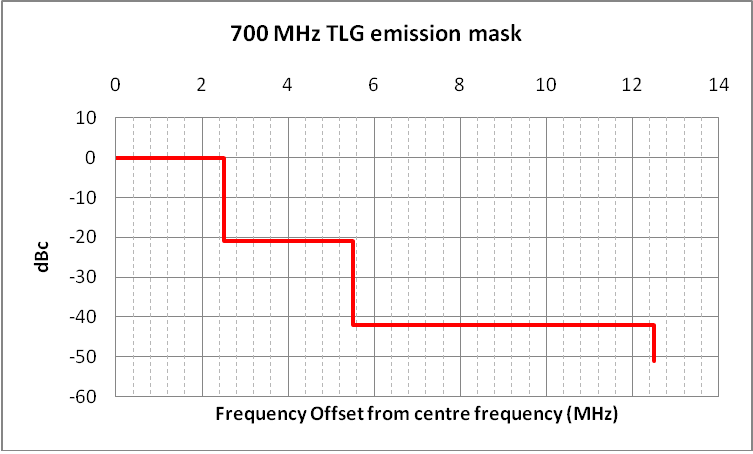 700 MHz TLG emission mask
0 2 4 6 8 10 12 14
10
0
-10
-20
-30
-40
-50
-60
dBc
Frequency Offset from centre frequency (MHz)